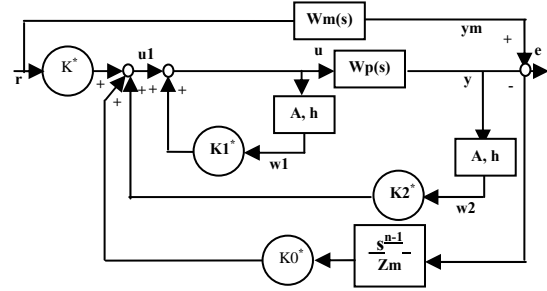 Wm(s)
ym
+
e
r
K*
+
+
u1
+ +
+
u
Wp(s)
y
-
A, h
K1*
w1
A, h
K2*
w2
K0*
s^{n-1}
Zm